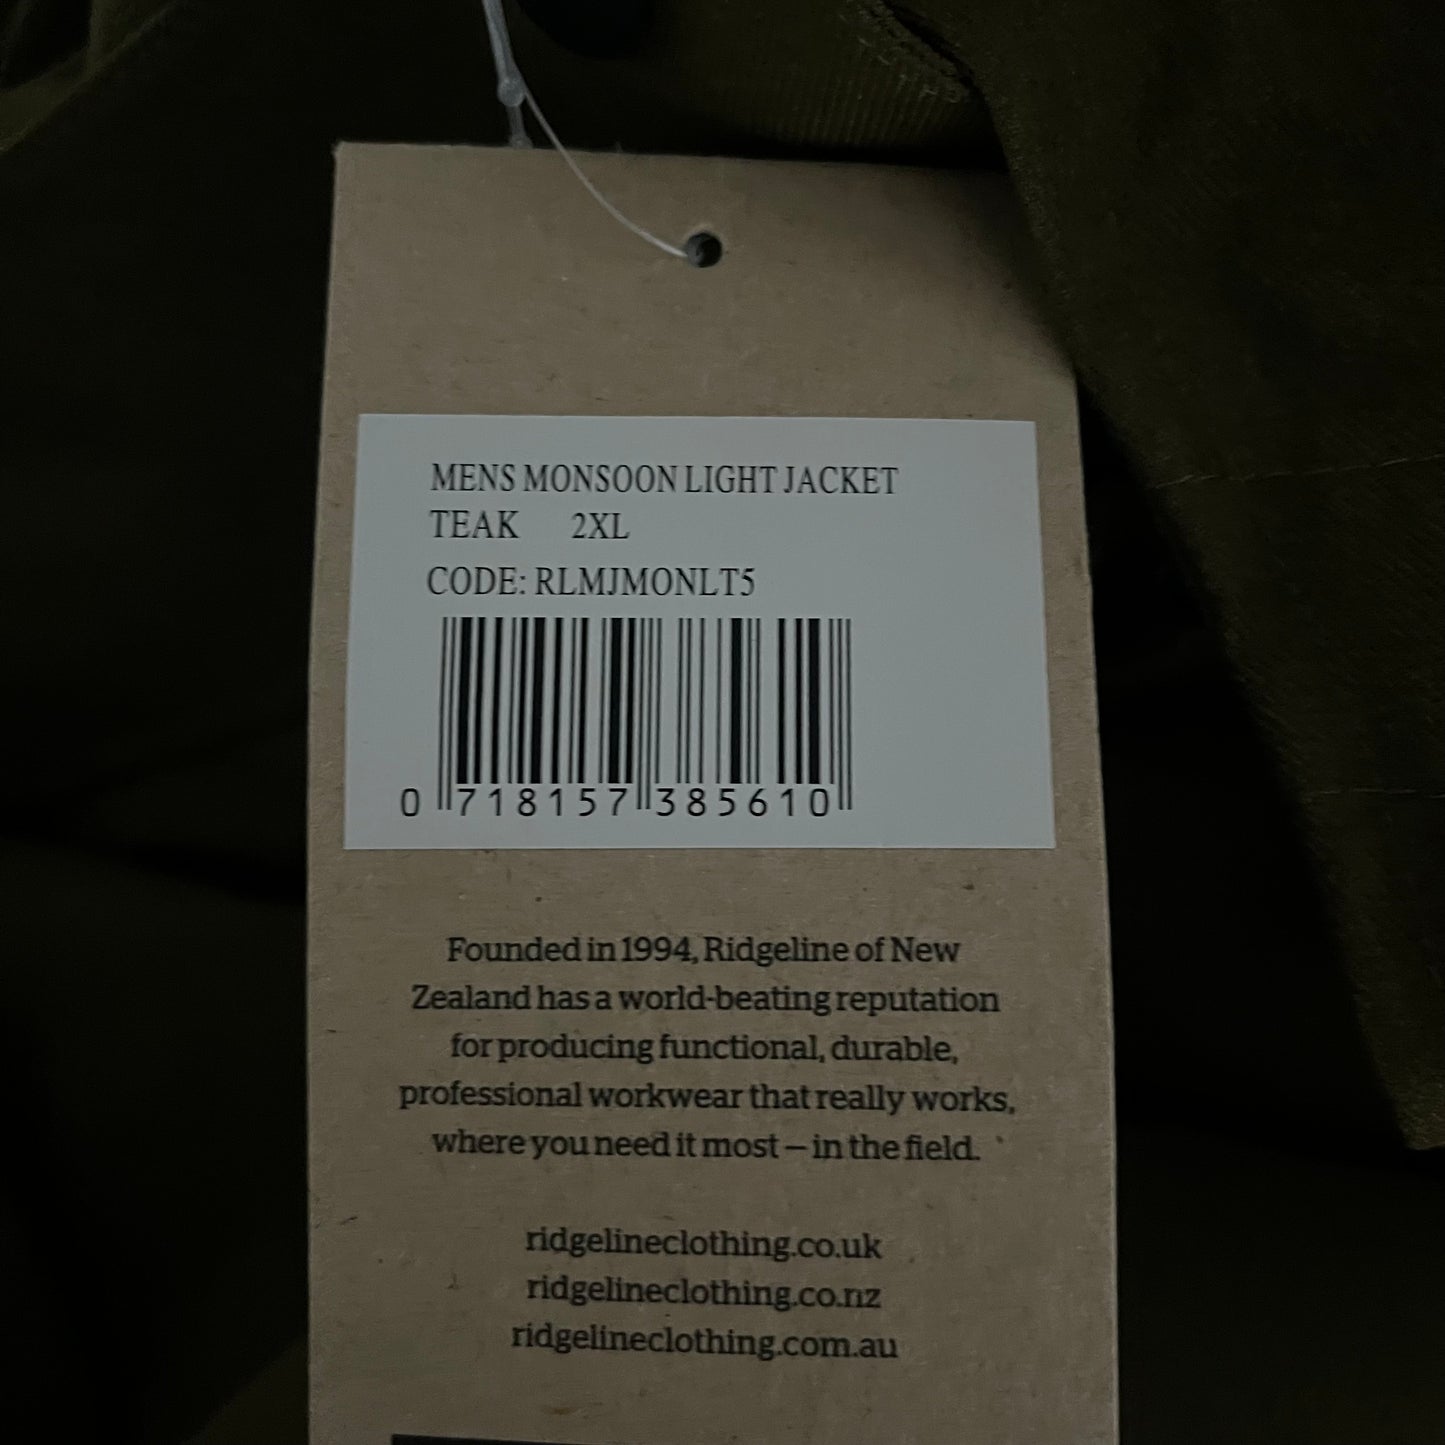 MENS MONSOON LIGHT JACKET
TEAK 2XL
CODE: RLMJMONLT5
0 718157 385610
Founded in 1994, Ridgeline of New
Zealand has a world-beating reputation
for producing functional, durable,
professional workwear that really works,
where you need it most – in the field.
ridgelineclothing.co.uk
ridgelineclothing.co.nz
ridgelineclothing.com.au